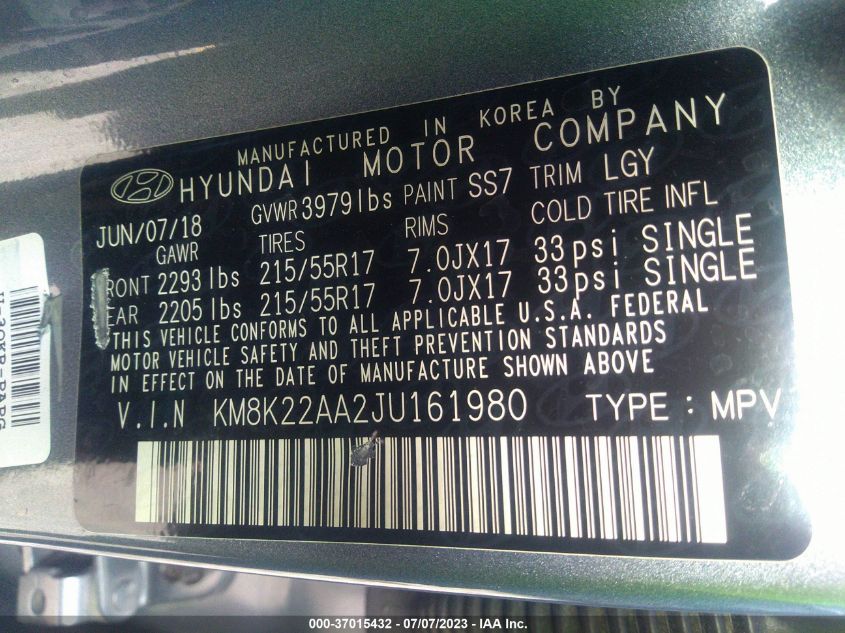 MANUFACTURED IN KOREA BY
HYUNDAI MOTOR COMPANY
JUN/07/18 GVWR 3979lbs PAINT SS7 TRIM LGY
GAWR TIRES RIMS COLD TIRE INFL
RONT 2293lbs 215/55R17 7.0JX17 33psi SINGLE
EAR 2205lbs 215/55R17 7.0JX17 33psi SINGLE
THIS VEHICLE CONFORMS TO ALL APPLICABLE U.S.A. FEDERAL
MOTOR VEHICLE SAFETY AND THEFT PREVENTION STANDARDS
IN EFFECT ON THE DATE OF MANUFACTURE SHOWN ABOVE
V.I.N KM8K22AA2JU161980 TYPE : MPV
000-37015432 - 07/07/2023 - IAA Inc.